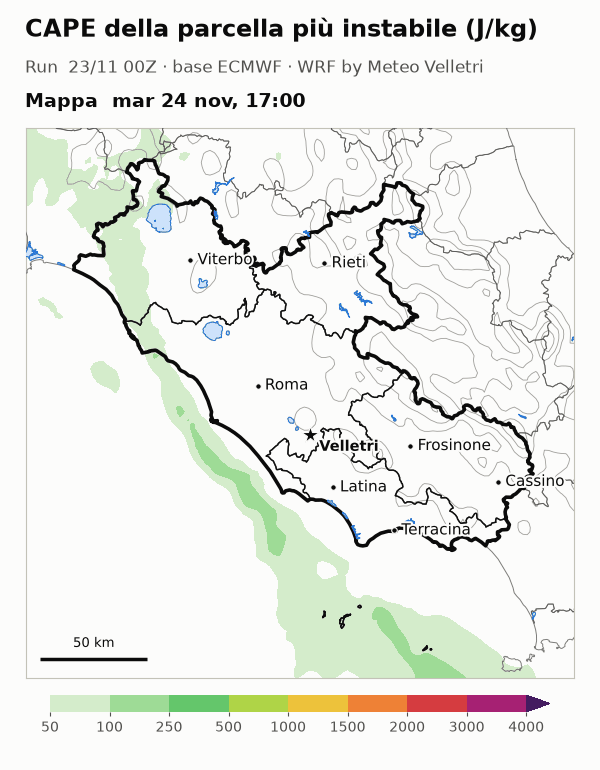 CAPE della parcella più instabile (J/kg)
Run  23/11 00Z · base ECMWF · WRF by Meteo Velletri
Mappa  mar 24 nov, 17:00
Viterbo
Rieti
Roma
Velletri
Frosinone
Cassino
Latina
Terracina
50 km
50 100 250 500 1000 1500 2000 3000 4000